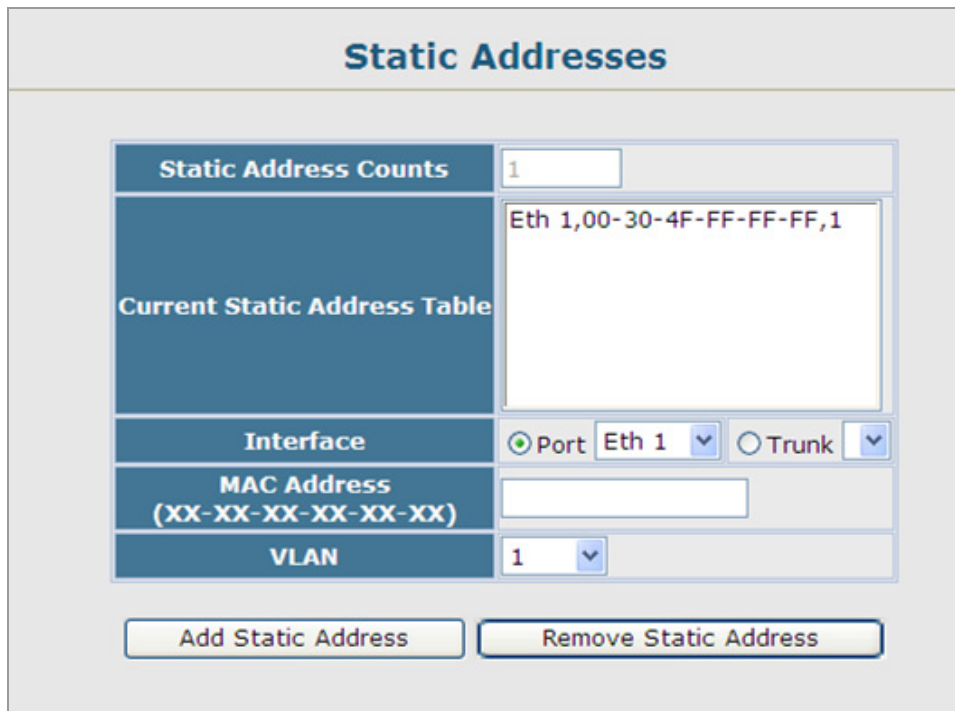 Static Addresses
Static Address Counts 1
Current Static Address Table Eth 1,00-30-4F-FF-FF-FF,1
Interface Port Eth 1 Trunk
MAC Address
(XX-XX-XX-XX-XX-XX)
VLAN 1
Add Static Address Remove Static Address